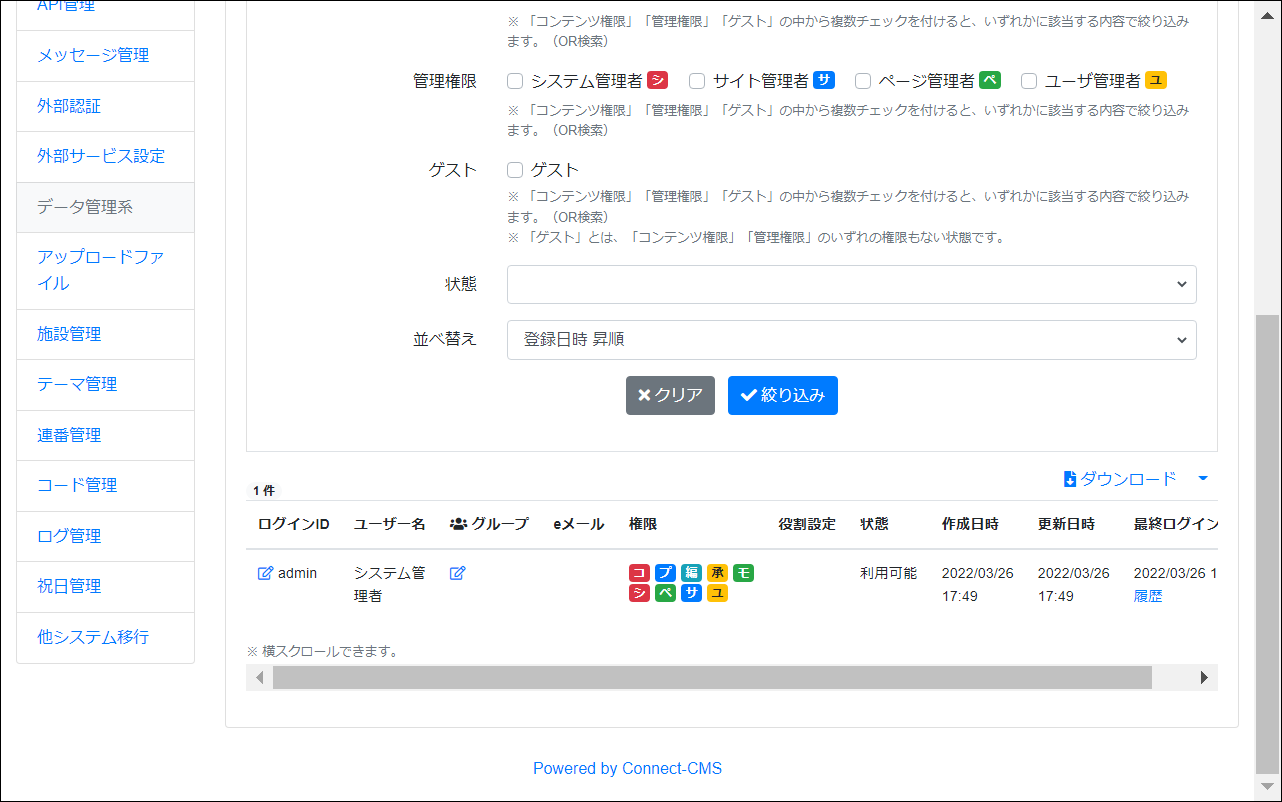 API管理
メッセージ管理
外部認証
外部サービス設定
データ管理系
アップロードファ
イル
施設管理
テーマ管理
連番管理
コード管理
ログ管理
祝日管理
他システム移行
※ 「コンテンツ権限」「管理権限」「ゲスト」の中から複数チェックを付けると、いずれかに該当する内容で絞り込み
ます。（OR検索）
管理権限 システム管理者 シ サイト管理者 サ ページ管理者 ペ ユーザ管理者 ユ
※ 「コンテンツ権限」「管理権限」「ゲスト」の中から複数チェックを付けると、いずれかに該当する内容で絞り込み
ます。（OR検索）
ゲスト ゲスト
※ 「コンテンツ権限」「管理権限」「ゲスト」の中から複数チェックを付けると、いずれかに該当する内容で絞り込み
ます。（OR検索）
※ 「ゲスト」とは、「コンテンツ権限」「管理権限」のいずれの権限もない状態です。
状態
並べ替え 登録日時 昇順
クリア 絞り込み
ダウンロード
1 件
ログインID ユーザー名 グループ eメール 権限 役割設定 状態 作成日時 更新日時 最終ログイン
admin システム管 コ プ 編 承 モ 利用可能 2022/03/26 2022/03/26 2022/03/26 1
理者 シ ペ サ ユ 17:49 17:49 履歴
※ 横スクロールできます。
Powered by Connect-CMS